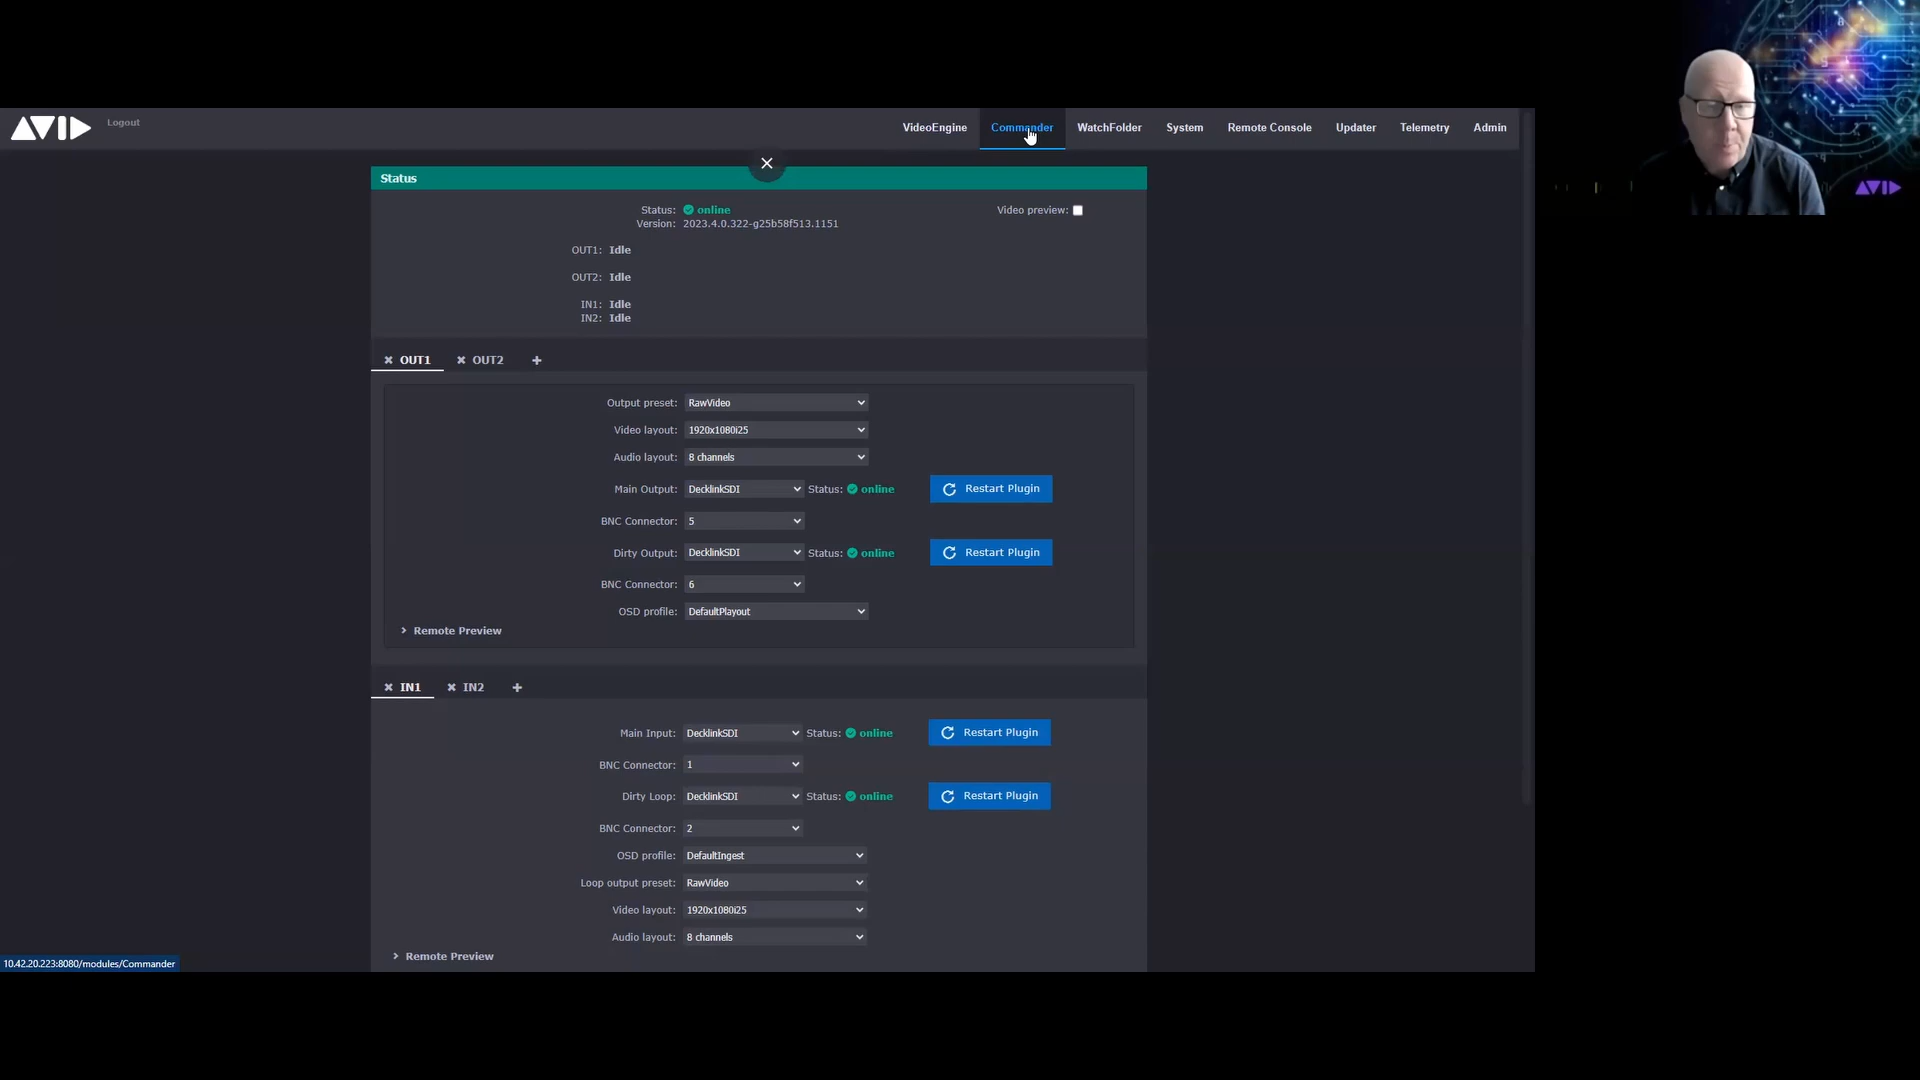 AVID
Logout
VideoEngine
Commander
WatchFolder
System
Remote Console
Updater
Telemetry
Admin
AVID
Status
Status: online
Video preview:
Version: 2023.4.0.322-g25b58f513.1151
OUT1: Idle
OUT2: Idle
IN1: Idle
IN2: Idle
OUT1
OUT2
Output preset: RawVideo
Video layout: 1920x1080i25
Audio layout: 8 channels
Main Output: DecklinkSDI Status: online Restart Plugin
BNC Connector: 5
Dirty Output: DecklinkSDI Status: online Restart Plugin
BNC Connector: 6
OSD profile: DefaultPlayout
Remote Preview
IN1
IN2
Main Input: DecklinkSDI Status: online Restart Plugin
BNC Connector: 1
Dirty Loop: DecklinkSDI Status: online Restart Plugin
BNC Connector: 2
OSD profile: DefaultIngest
Loop output preset: RawVideo
Video layout: 1920x1080i25
Audio layout: 8 channels
Remote Preview
10.42.20.223:8080/modules/Commander